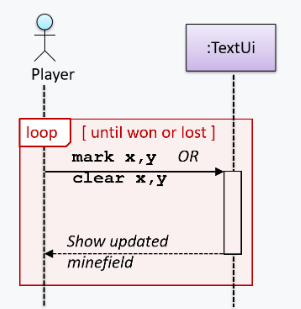 Player
:TextUi
loop [ until won or lost ]
mark x,y OR
clear x,y
Show updated
minefield